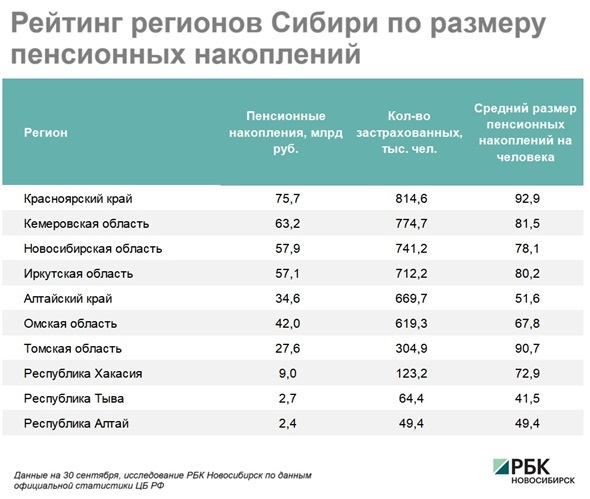 Рейтинг регионов Сибири по размеру
пенсионных накоплений
Регион
Пенсионные
накопления, млрд
руб.
Кол-во
застрахованных,
тыс. чел.
Средний размер
пенсионных
накоплений на
человека
Красноярский край 75,7 814,6 92,9
Кемеровская область 63,2 774,7 81,5
Новосибирская область 57,9 741,2 78,1
Иркутская область 57,1 712,2 80,2
Алтайский край 34,6 669,7 51,6
Омская область 42,0 619,3 67,8
Томская область 27,6 304,9 90,7
Республика Хакасия 9,0 123,2 72,9
Республика Тыва 2,7 64,4 41,5
Республика Алтай 2,4 49,4 49,4
Данные на 30 сентября, исследование РБК Новосибирск по данным
официальной статистики ЦБ РФ
РБК
НОВОСИБИРСК